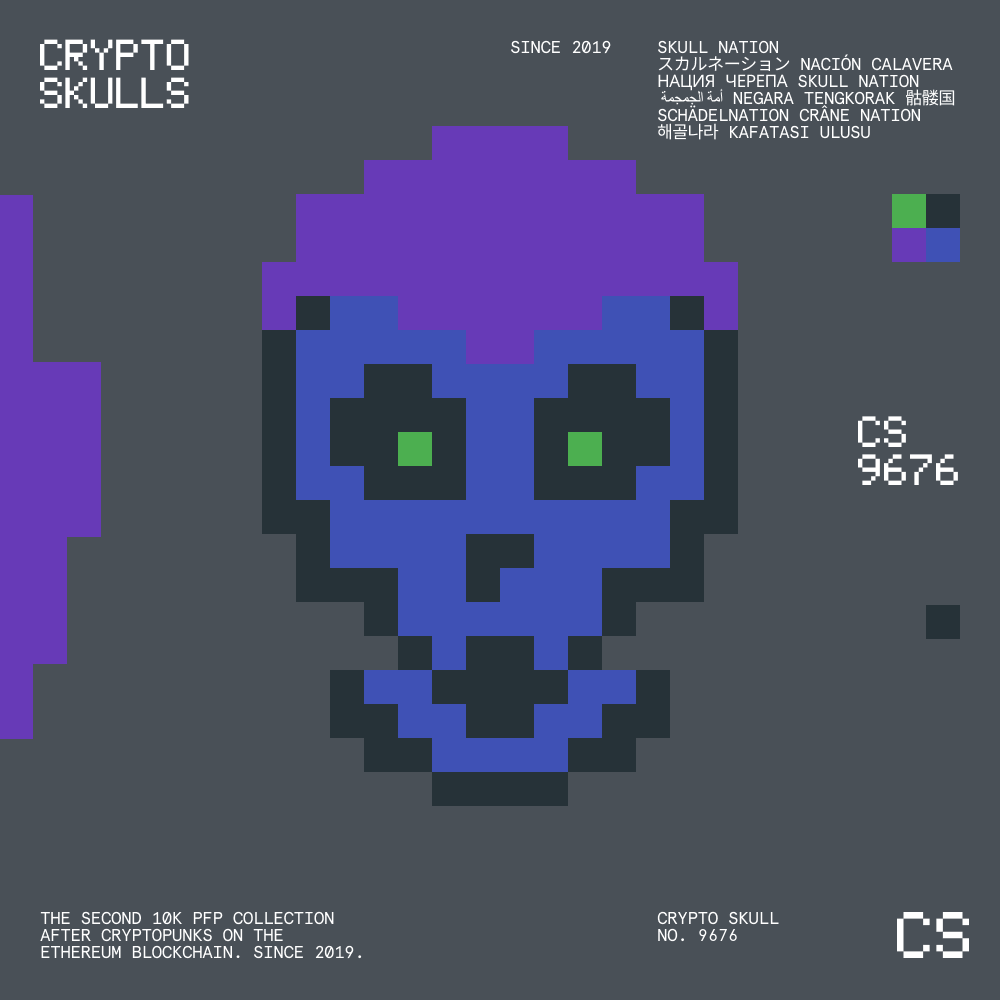 CRYPTO
SKULLS
SINCE 2019
SKULL NATION
スカルネーション NACIÓN CALAVERA
НАЦИЯ ЧЕРЕПА SKULL NATION
أمة الجمجمة NEGARA TENGKORAK 骷髅国
SCHÄDELNATION CRÂNE NATION
해골나라 KAFATASI ULUSU
CS
9676
THE SECOND 10K PFP COLLECTION
AFTER CRYPTOPUNKS ON THE
ETHEREUM BLOCKCHAIN. SINCE 2019.
CRYPTO SKULL
NO. 9676
CS